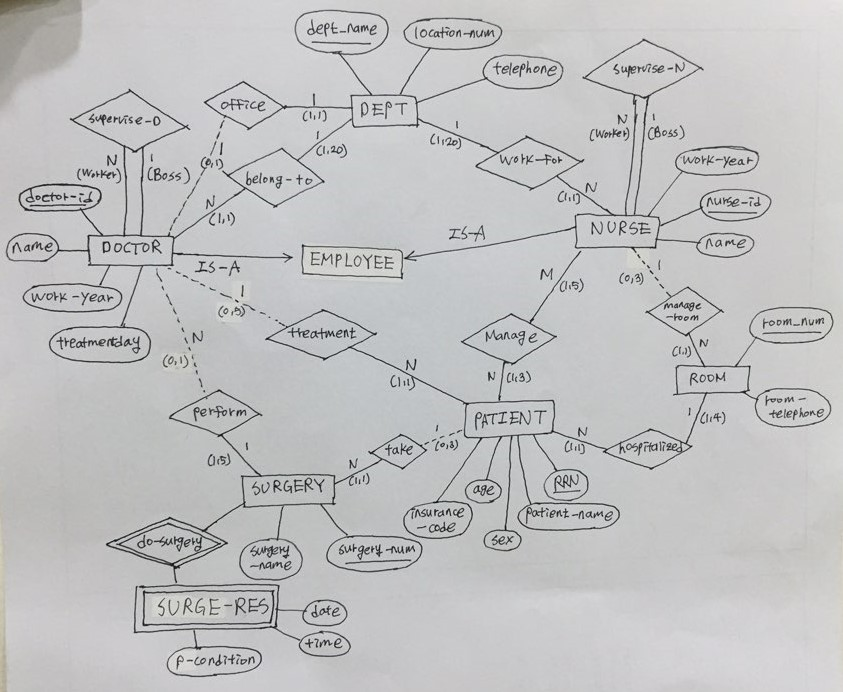 dept_name
location-num
telephone
DEPT
office
1
(1,1)
supervise-D
N
(Worker)
1
(Boss)
1
(0,1)
belong-to
1
(1,20)
N
(1,1)
1
(1,20)
work-for
N
(1,1)
supervise-N
N
(Worker)
1
(Boss)
work-year
nurse-id
name
NURSE
doctor-id
name
DOCTOR
work-year
treatmentday
IS-A
EMPLOYEE
IS-A
1
(0,5)
treatment
N
(1,1)
M
(1,5)
Manage
N
(1,3)
1
(0,3)
manage
-room
N
(1,1)
room_num
ROOM
room-
telephone
1
(1,4)
hospitalized
N
(1,1)
PATIENT
N
(0,1)
perform
1
(1,5)
take
1
(0,3)
N
(1,1)
SURGERY
insurance
-code
age
sex
RRN
patient-name
do-surgery
surgery
-name
surgery-num
SURGE-RES
date
time
p-condition